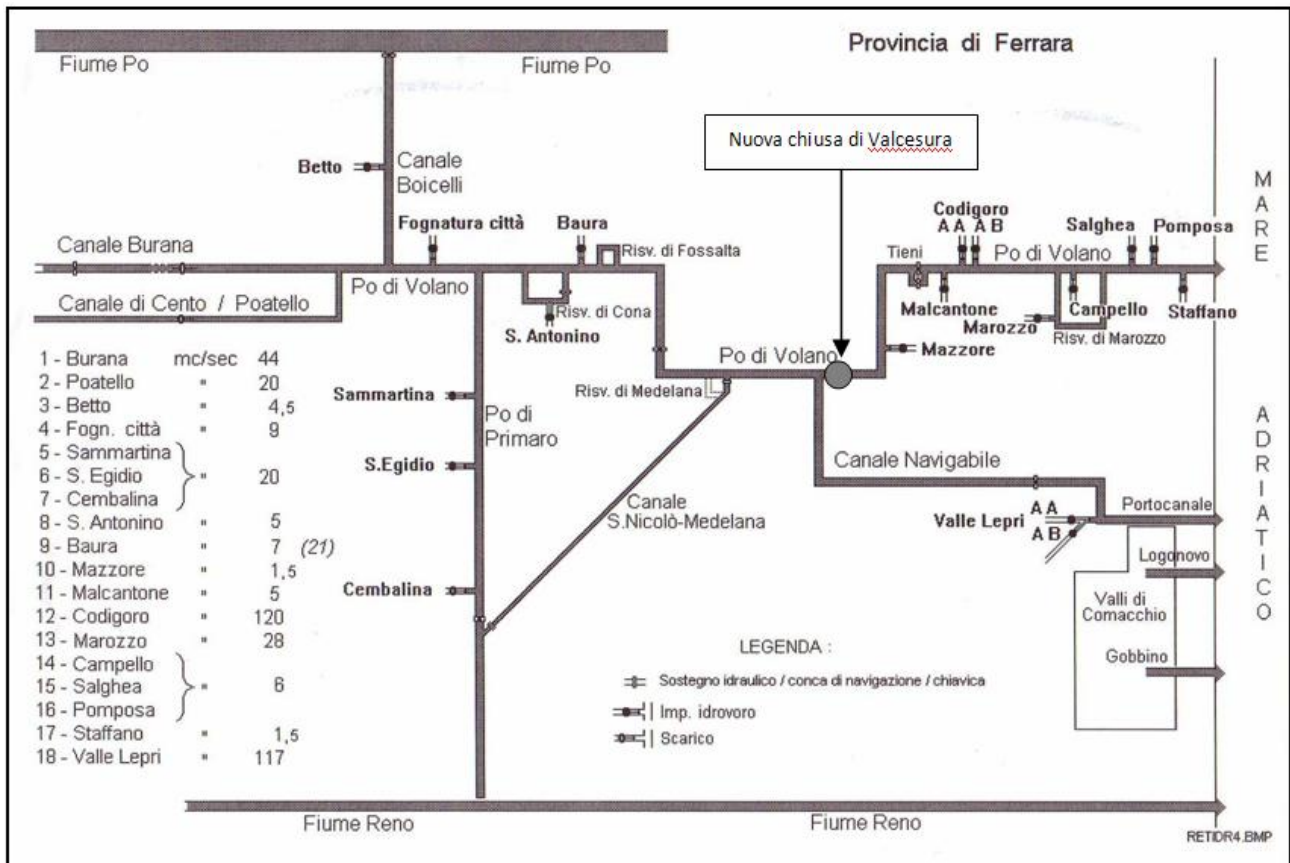 Provincia di Ferrara
Fiume Po
Fiume Po
Nuova chiusa di Valcesura
Betto
Canale
Boicelli
MARE
Fognatura città
Baura
Codigoro
A A A B
Salghea
Pomposa
Canale Burana
Risv. di Fossalta
Tieni
Po di Volano
Po di Volano
Canale di Cento / Poatello
Risv. di Cona
Malcantone
Campello
Staffano
S. Antonino
Marozzo
Risv. di Marozzo
Po di Volano
Mazzore
Risv. di Medelana
1 - Burana mc/sec 44
2 - Poatello " 20
3 - Betto " 4,5
4 - Fogn. città " 9
5 - Sammartina
6 - S. Egidio " 20
7 - Cembalina
8 - S. Antonino " 5
9 - Baura " 7 (21)
10 - Mazzore " 1,5
11 - Malcantone " 5
12 - Codigoro " 120
13 - Marozzo " 28
14 - Campello
15 - Salghea " 6
16 - Pomposa
17 - Staffano " 1,5
18 - Valle Lepri " 117
Sammartina
Po di
Primaro
S.Egidio
Canale
S.Nicolò-Medelana
Cembalina
Canale Navigabile
ADRIATICO
Portocanale
Valle Lepri
A A
A B
Logonovo
Valli di
Comacchio
Gobbino
LEGENDA :
Sostegno idraulico / conca di navigazione / chiavica
Imp. idrovoro
Scarico
Fiume Reno
Fiume Reno
RETIDR4.BMP